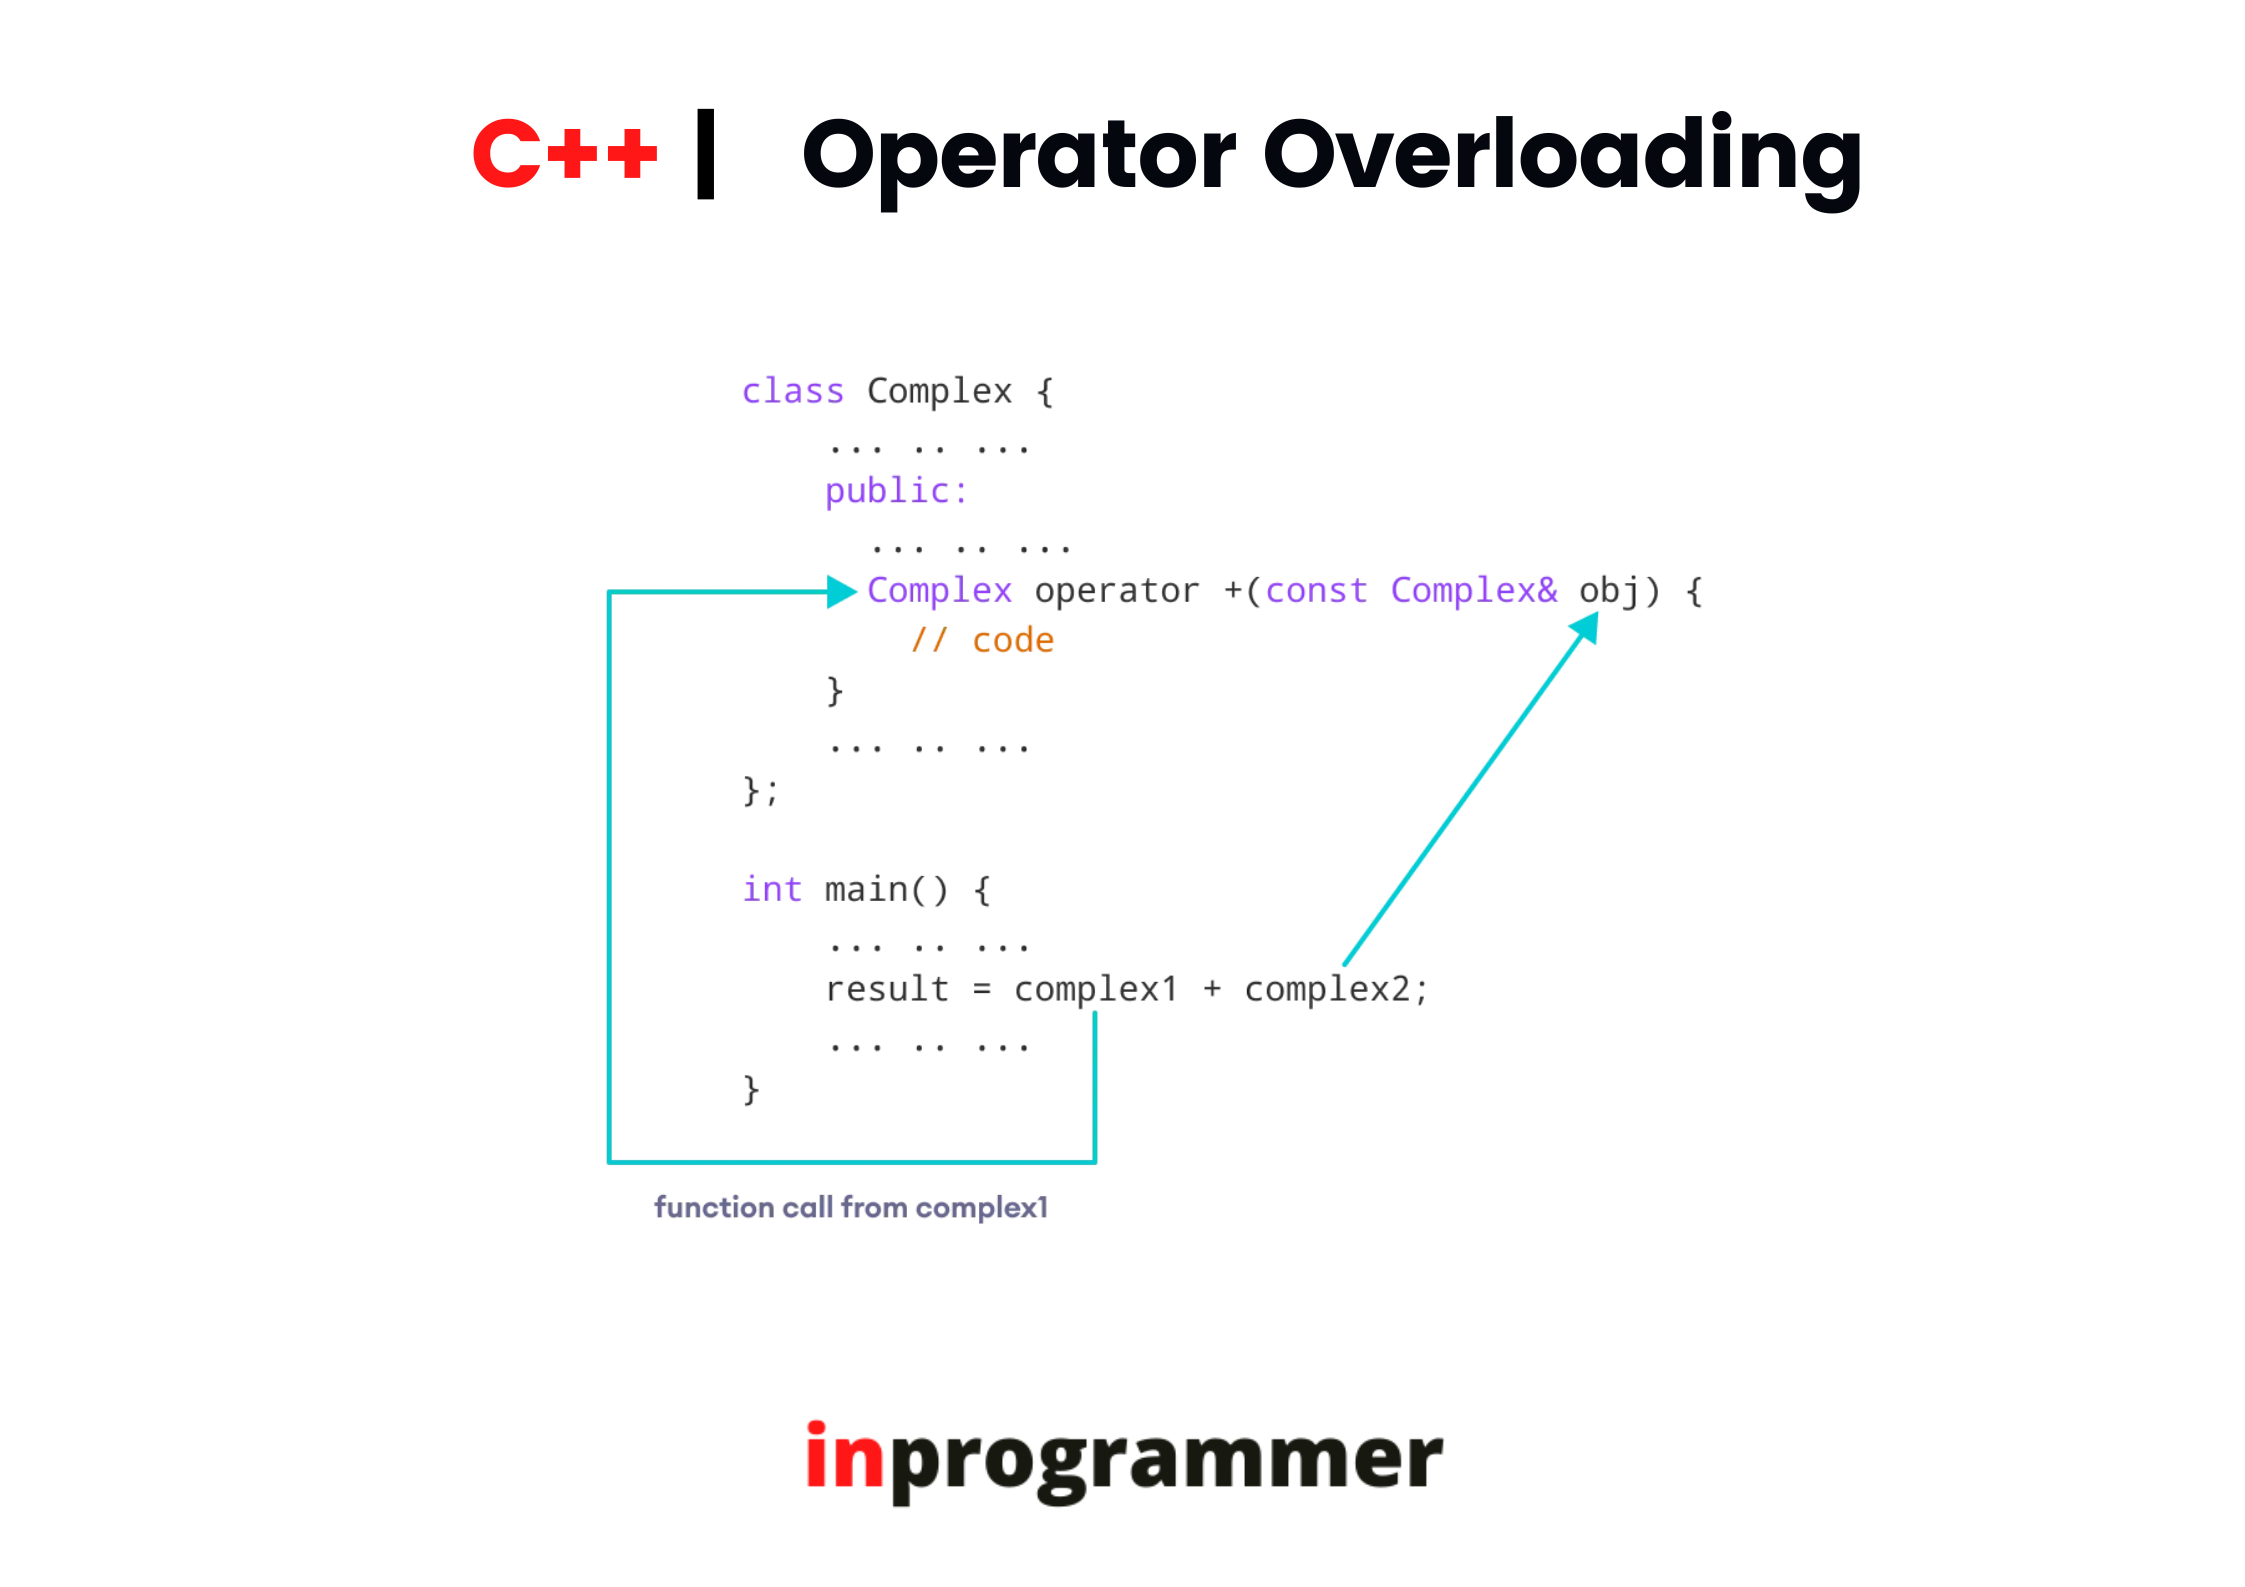 C++ | Operator Overloading
class Complex {
... .. ...
public:
... .. ...
Complex operator +(const Complex& obj) {
// code
}
... .. ...
};
int main() {
... .. ...
result = complex1 + complex2;
... .. ...
}
function call from complex1
inprogrammer